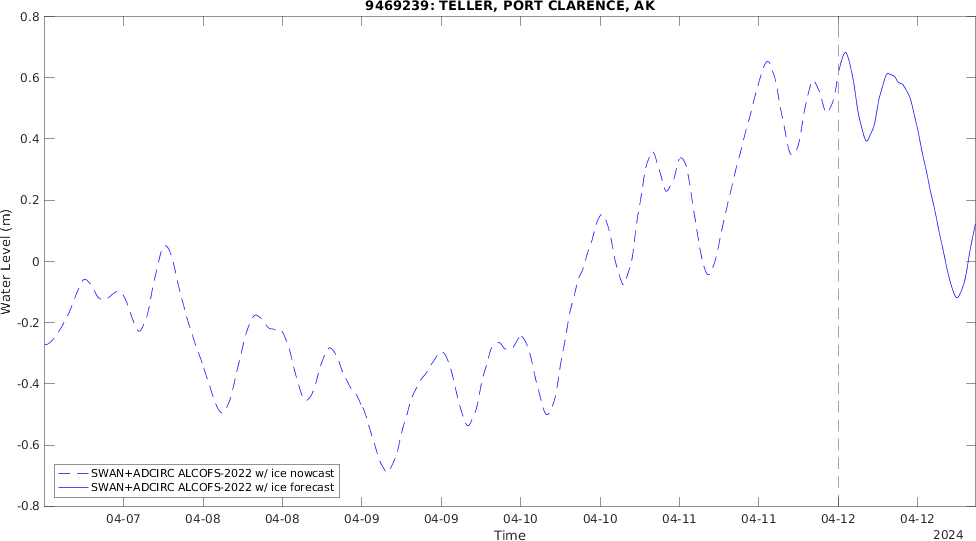 9469239: TELLER, PORT CLARENCE, AK
0.8
0.6
0.4
0.2
0
-0.2
-0.4
-0.6
-0.8
Water Level (m)
SWAN+ADCIRC ALCOFS-2022 w/ ice nowcast
SWAN+ADCIRC ALCOFS-2022 w/ ice forecast
04-07 04-08 04-08 04-09 04-09 04-10 04-10 04-11 04-11 04-12 04-12
Time
2024